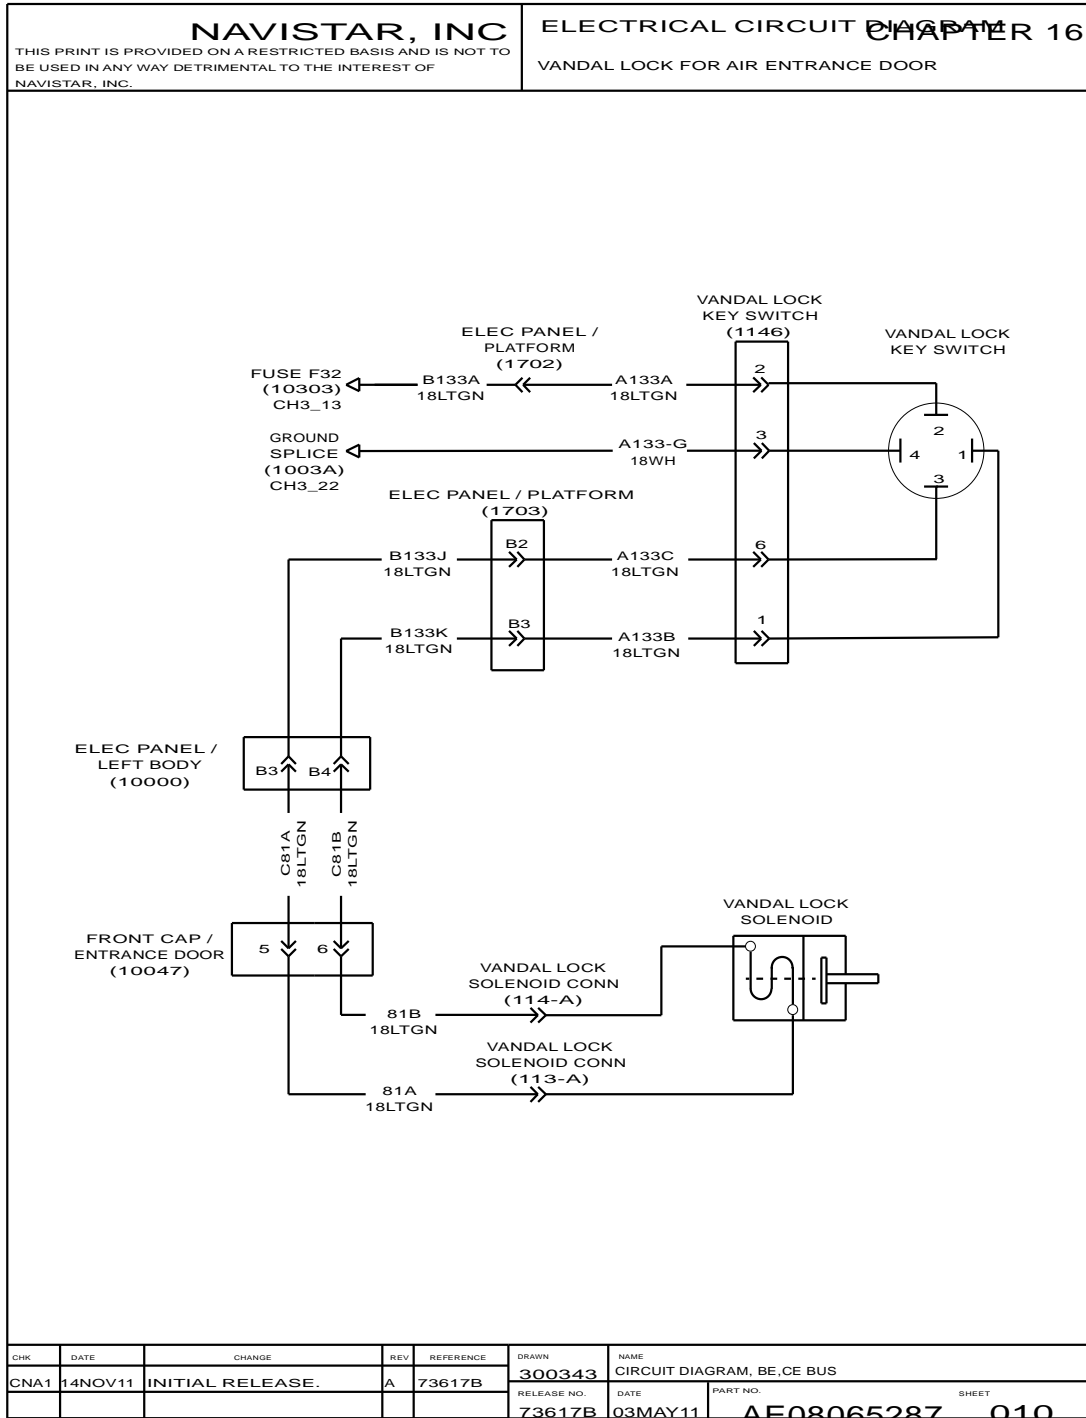 NAVISTAR, INC
THIS PRINT IS PROVIDED ON A RESTRICTED BASIS AND IS NOT TO
BE USED IN ANY WAY DETRIMENTAL TO THE INTEREST OF
NAVISTAR, INC.
ELECTRICAL CIRCUIT DIAGRAM
CHAPTER 16
VANDAL LOCK FOR AIR ENTRANCE DOOR
VANDAL LOCK
KEY SWITCH
(1146)
VANDAL LOCK
KEY SWITCH
ELEC PANEL /
PLATFORM
(1702)
FUSE F32
(10303)
CH3_13
B133A
18LTGN
A133A
18LTGN
2
2
GROUND
SPLICE
(1003A)
CH3_22
A133-G
18WH
3
4
1
3
ELEC PANEL / PLATFORM
(1703)
B133J
18LTGN
B2
A133C
18LTGN
6
B133K
18LTGN
B3
A133B
18LTGN
1
ELEC PANEL /
LEFT BODY
(10000)
B3
B4
C81A
18LTGN
C81B
18LTGN
FRONT CAP /
ENTRANCE DOOR
(10047)
5
6
VANDAL LOCK
SOLENOID
VANDAL LOCK
SOLENOID CONN
(114-A)
81B
18LTGN
VANDAL LOCK
SOLENOID CONN
(113-A)
81A
18LTGN
CHK DATE CHANGE REV REFERENCE
CNA1 14NOV11 INITIAL RELEASE. A 73617B
DRAWN
300343
NAME
CIRCUIT DIAGRAM, BE,CE BUS
RELEASE NO.
73617B
DATE
03MAY11
PART NO.
AE08065287
SHEET
010